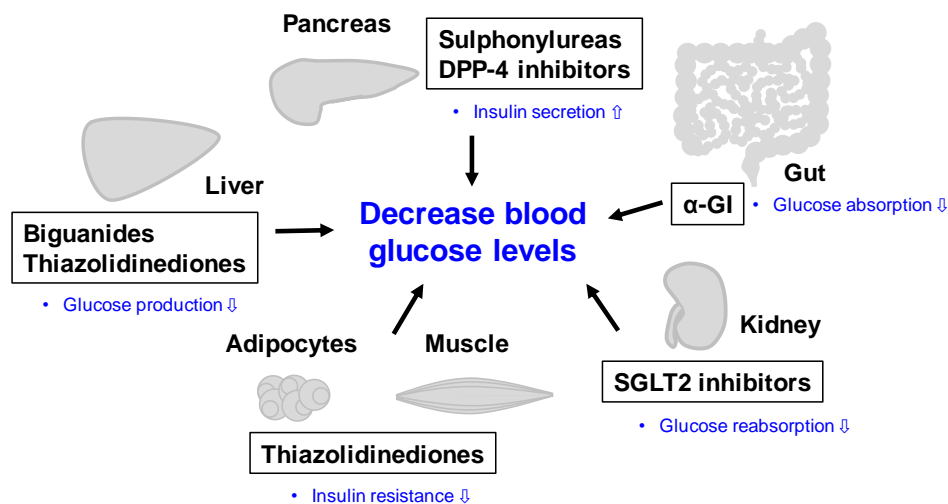 Pancreas
Sulphonylureas
DPP-4 inhibitors
• Insulin secretion ⇧
Gut
α-GI
• Glucose absorption ⇩
Liver
Biguanides
Thiazolidinediones
• Glucose production ⇩
Decrease blood
glucose levels
Kidney
SGLT2 inhibitors
• Glucose reabsorption ⇩
Adipocytes
Muscle
Thiazolidinediones
• Insulin resistance ⇩